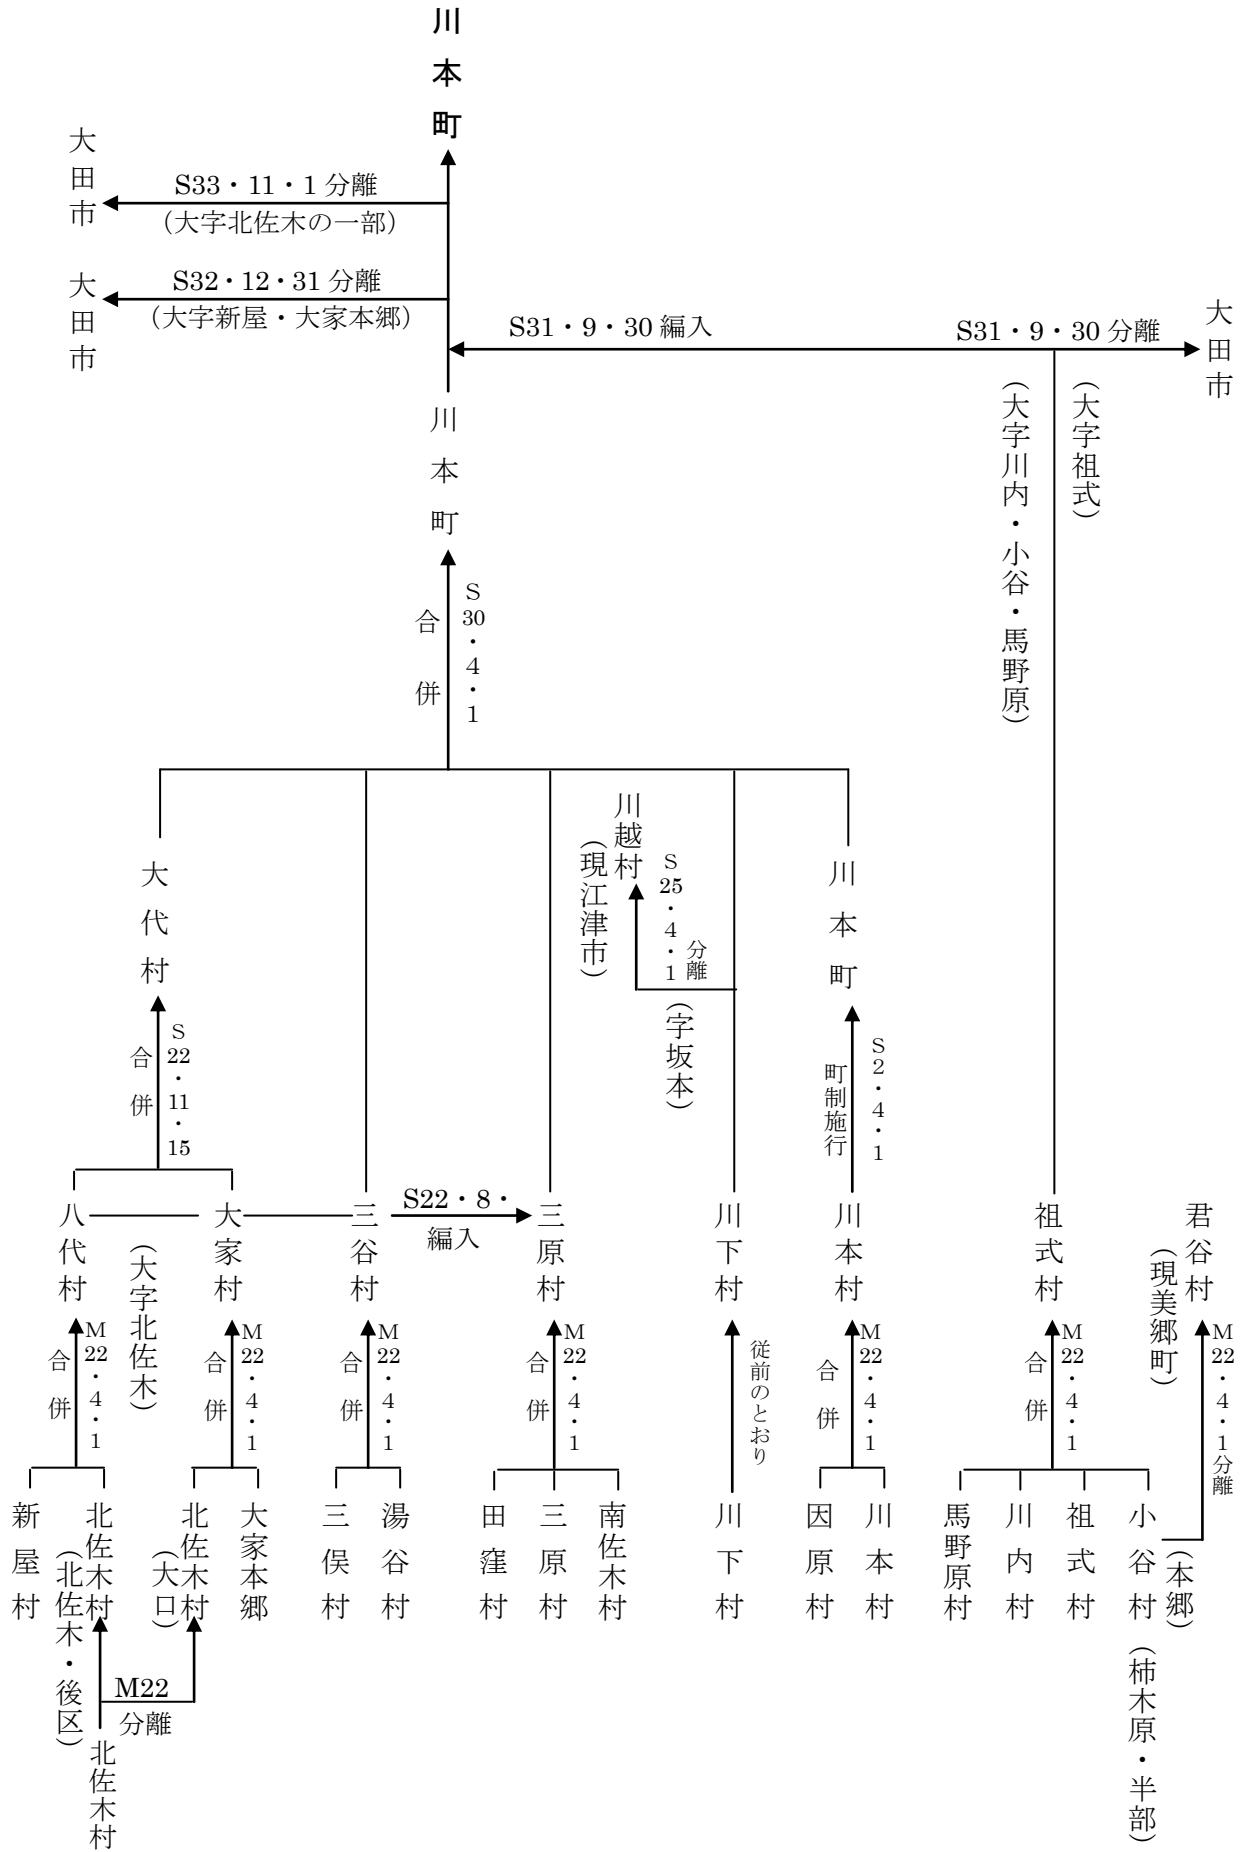 川本町
大田市
S33・11・1 分離
(大字北佐木の一部)
大田市
S32・12・31 分離
(大字新屋・大家本郷)
S31・9・30 編入
S31・9・30 分離
大田市
(大字祖式)
(大字川内・小谷・馬野原)
川本町
S30・4・1
合併
大代村
川越村
(現江津市)
S25・4・1
分離
(字坂本)
川本町
S22・11・15
合併
S2・4・1
町制施行
八代村
(大字北佐木)
大家村
三谷村
S22・8・
編入
三原村
川下村
川本村
祖式村
君谷村
(現美郷町)
M22・4・1
合併
M22・4・1
合併
M22・4・1
合併
M22・4・1
合併
従前のとおり
M22・4・1
合併
M22・4・1
合併
M22・4・1分離
新屋村
北佐木村
(北佐木・後区)
北佐木村
(大口)
大家本郷
三俣村
湯谷村
田窪村
三原村
南佐木村
川下村
因原村
川本村
馬野原村
川内村
祖式村
小谷村
(本郷)
(柿木原・半部)
M22
分離
北佐木村